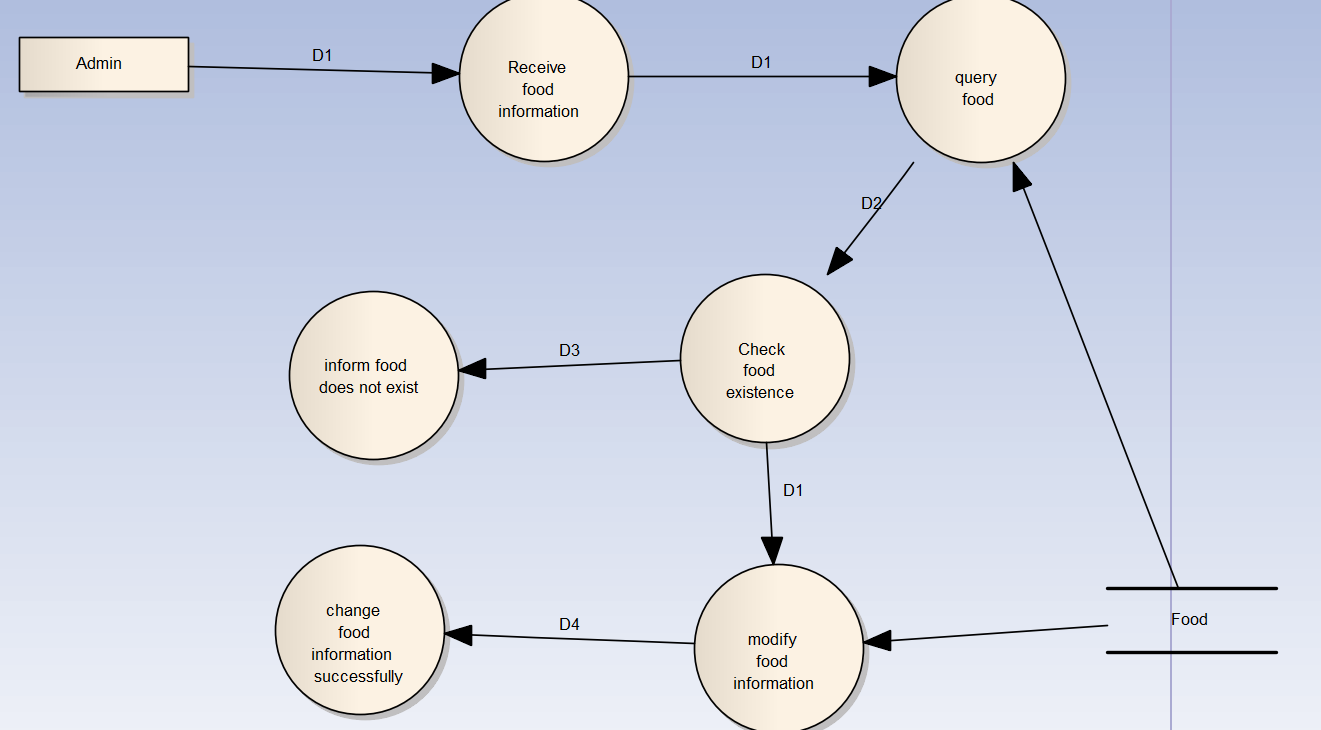 Admin
D1
Receive
food
information
D1
query
food
D2
Check
food
existence
D3
inform food
does not exist
D1
modify
food
information
D4
change
food
information
successfully
Food